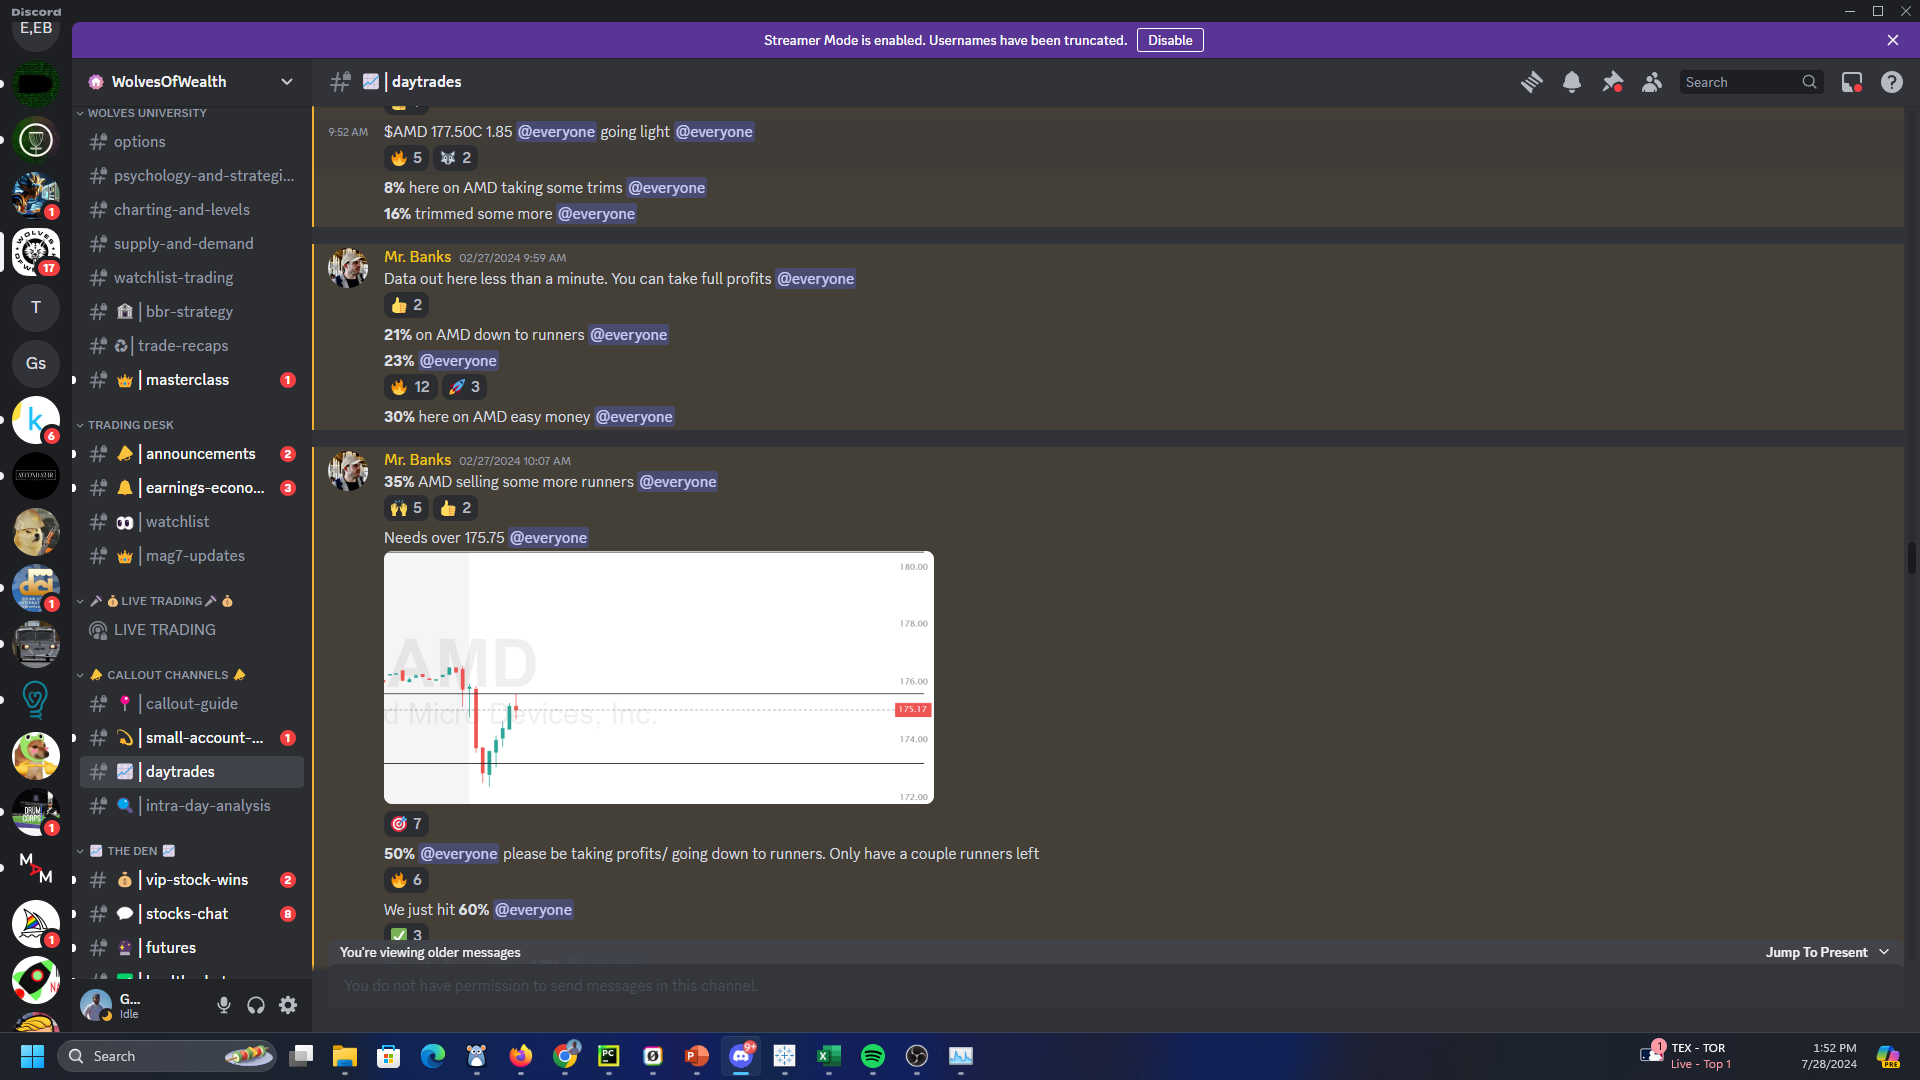 Discord
E,EB
Streamer Mode is enabled. Usernames have been truncated.
Disable
WolvesOfWealth
| daytrades
Search
WOLVES UNIVERSITY
options
psychology-and-strategi...
charting-and-levels
supply-and-demand
watchlist-trading
| bbr-strategy
| trade-recaps
| masterclass
1
TRADING DESK
| announcements
2
| earnings-econo...
3
| watchlist
| mag7-updates
LIVE TRADING
LIVE TRADING
CALLOUT CHANNELS
| callout-guide
| small-account-...
1
| daytrades
| intra-day-analysis
THE DEN
| vip-stock-wins
2
| stocks-chat
8
| futures
1
17
T
Gs
k
6
SECOND STAR
dci
1
DRUM CORPS
1
M A M
1
G...
Idle
9:52 AM
$AMD 177.50C 1.85 @everyone going light @everyone
5
2
8% here on AMD taking some trims @everyone
16% trimmed some more @everyone
Mr. Banks 02/27/2024 9:59 AM
Data out here less than a minute. You can take full profits @everyone
2
21% on AMD down to runners @everyone
23% @everyone
12
3
30% here on AMD easy money @everyone
Mr. Banks 02/27/2024 10:07 AM
35% AMD selling some more runners @everyone
5
2
Needs over 175.75 @everyone
AMD
d Micro Devices, Inc.
180.00
178.00
176.00
175.17
174.00
172.00
7
50% @everyone please be taking profits/ going down to runners. Only have a couple runners left
6
We just hit 60% @everyone
3
You're viewing older messages
Jump To Present
You do not have permission to send messages in this channel.
Search
PC
9+
1
TEX - TOR
Live - Top 1
1:52 PM
7/28/2024
PRE